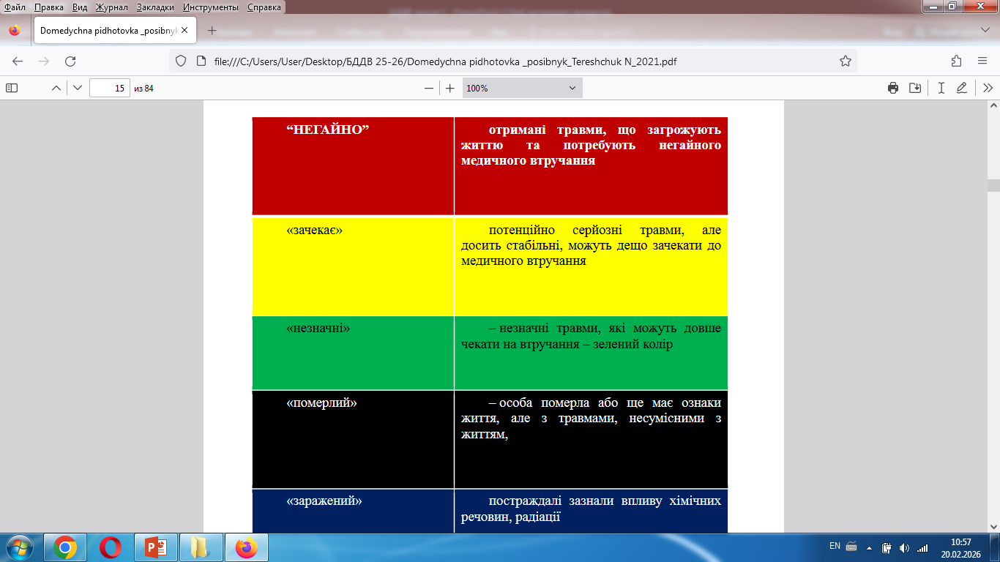 Файл Правка Вид Журнал Закладки Инструменты Справка
Domedychna pidhotovka _posibnyk
file:///C:/Users/User/Desktop/БДДВ 25-26/Domedychna pidhotovka _posibnyk_Tereshchuk N_2021.pdf
15 из 84
100%
“НЕГАЙНО”
отримані травми, що загрожують
життю та потребують негайного
медичного втручання
«зачекає»
потенційно серйозні травми, але
досить стабільні, можуть дещо зачекати до
медичного втручання
«незначні»
– незначні травми, які можуть довше
чекати на втручання – зелений колір
«померлий»
– особа померла або ще має ознаки
життя, але з травмами, несумісними з
життям,
«заражений»
постраждалі зазнали впливу хімічних
речовин, радіації
EN
10:57
20.02.2026